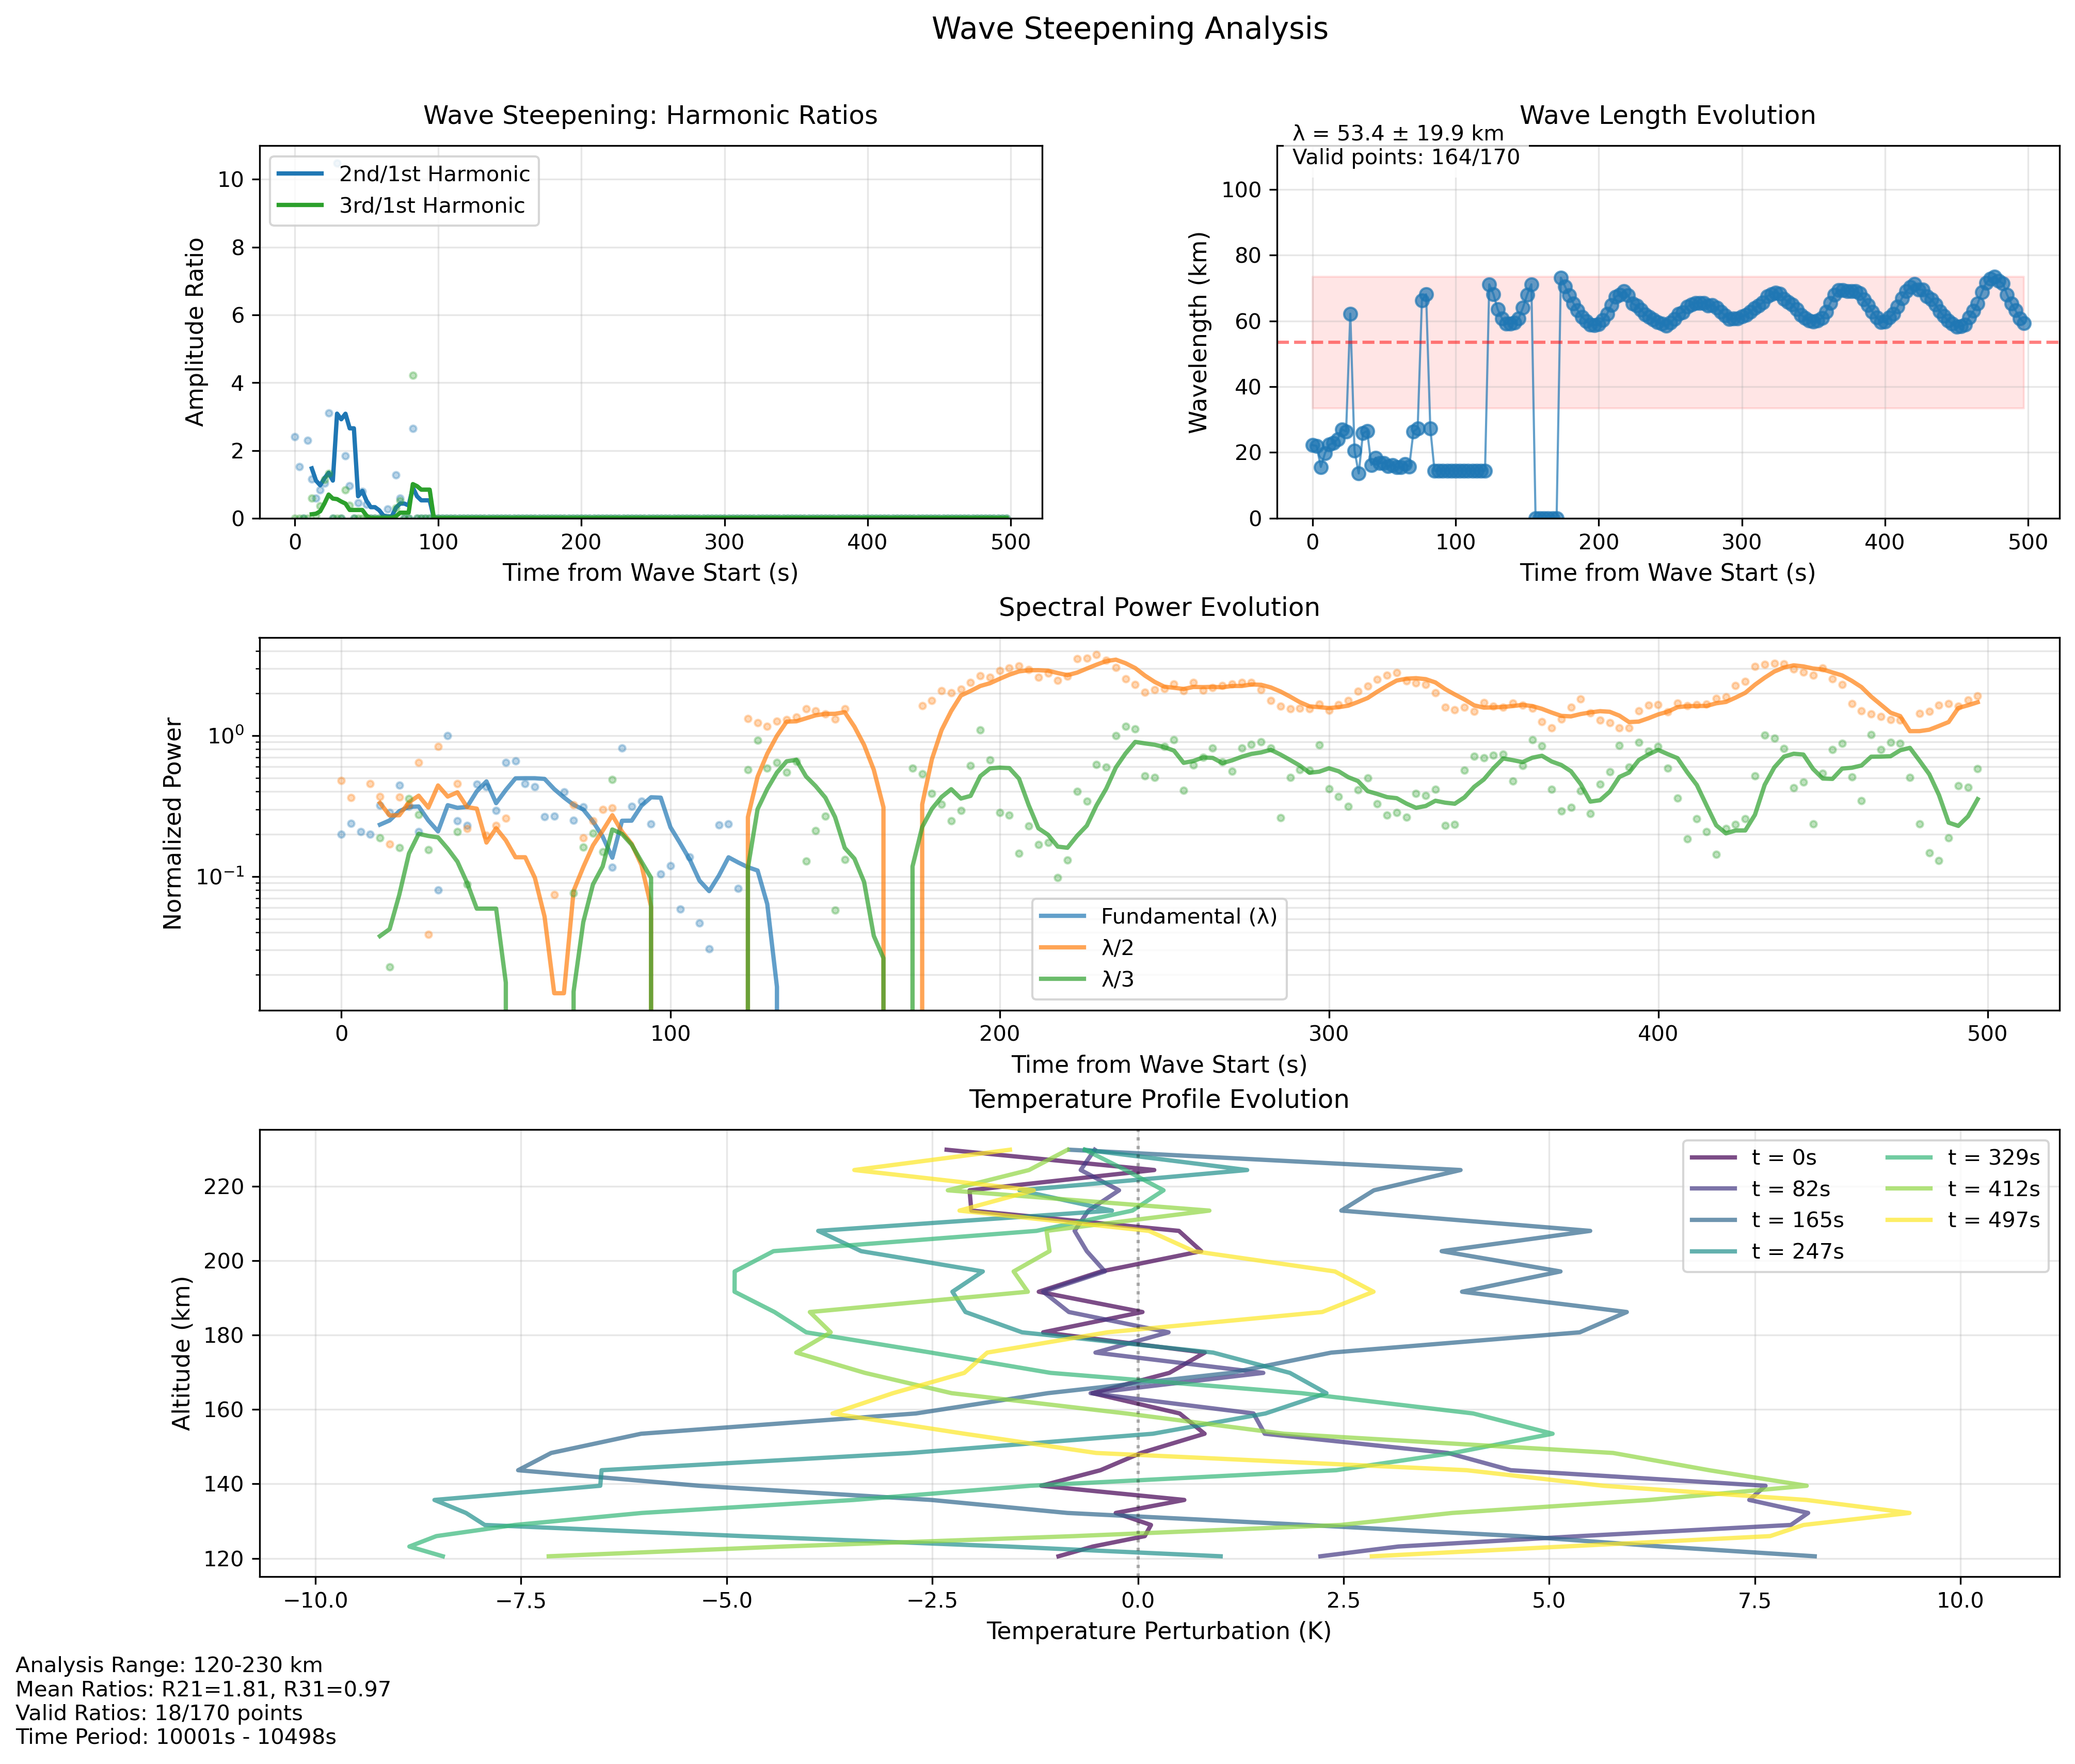 Wave Steepening Analysis
Wave Steepening: Harmonic Ratios
2nd/1st Harmonic
3rd/1st Harmonic
Amplitude Ratio
10
8
6
4
2
0
0 100 200 300 400 500
Time from Wave Start (s)
Wave Length Evolution
λ = 53.4 ± 19.9 km
Valid points: 164/170
Wavelength (km)
100
80
60
40
20
0
0 100 200 300 400 500
Time from Wave Start (s)
Spectral Power Evolution
Normalized Power
10⁰
10⁻¹
Fundamental (λ)
λ/2
λ/3
0 100 200 300 400 500
Time from Wave Start (s)
Temperature Profile Evolution
Altitude (km)
220
200
180
160
140
120
t = 0s
t = 82s
t = 165s
t = 247s
t = 329s
t = 412s
t = 497s
−10.0 −7.5 −5.0 −2.5 0.0 2.5 5.0 7.5 10.0
Temperature Perturbation (K)
Analysis Range: 120-230 km
Mean Ratios: R21=1.81, R31=0.97
Valid Ratios: 18/170 points
Time Period: 10001s - 10498s